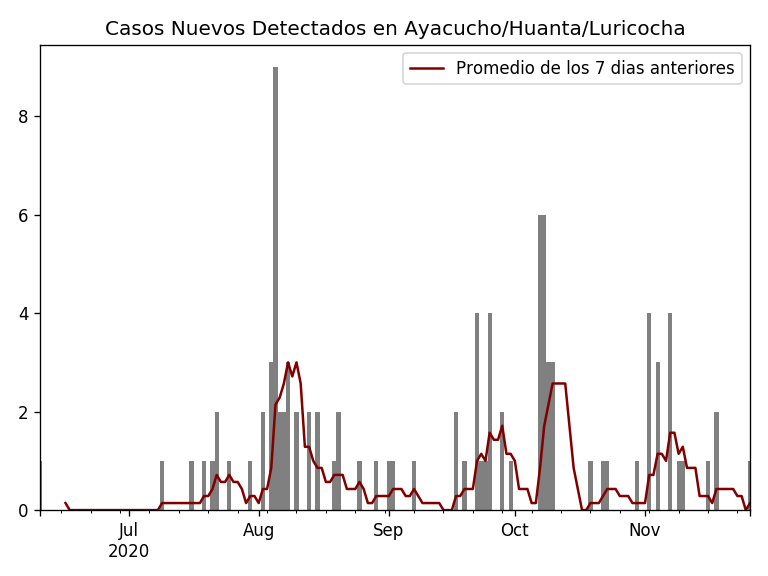 Casos Nuevos Detectados en Ayacucho/Huanta/Luricocha
Promedio de los 7 dias anteriores
8
6
4
2
0
Jul
2020
Aug
Sep
Oct
Nov